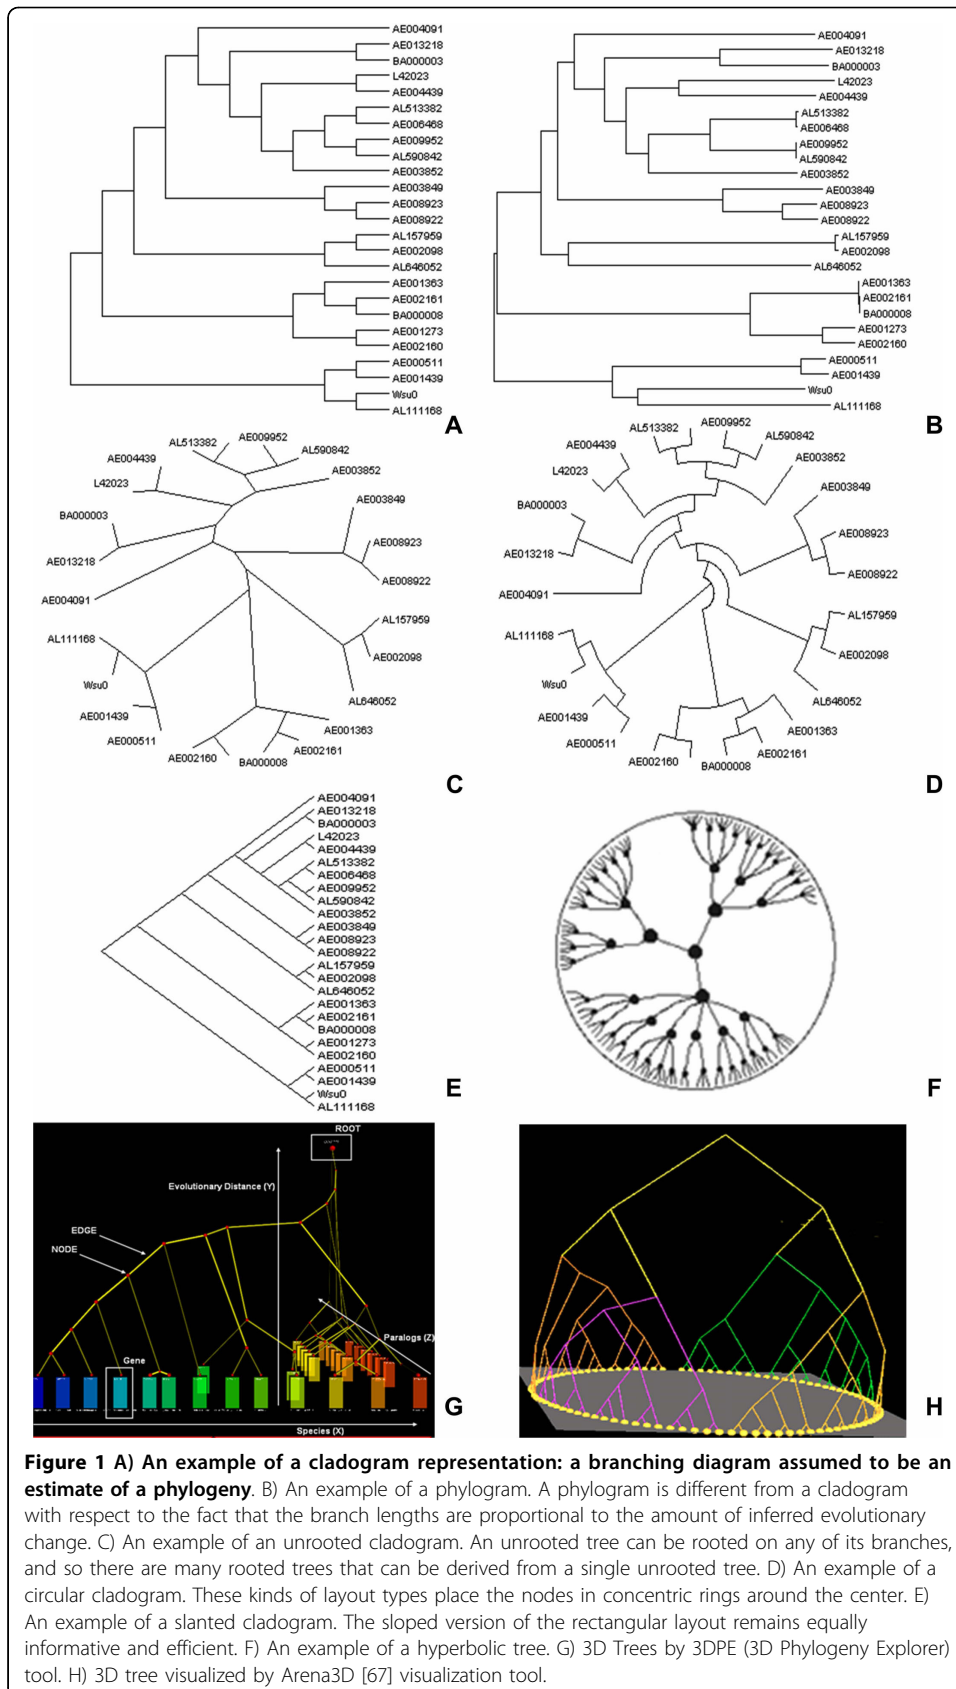 AE004091
AE013218
BA000003
L42023
AE004439
AL513382
AE006468
AE009952
AL590842
AE003852
AE003849
AE008923
AE008922
AL157959
AE002098
AL646052
AE001363
AE002161
BA000008
AE001273
AE002160
AE000511
AE001439
Wsu0
AL111168
A
AE004091
AE013218
BA000003
L42023
AE004439
AL513382
AE006468
AE009952
AL590842
AE003852
AE003849
AE008923
AE008922
AL157959
AE002098
AL646052
AE001363
AE002161
BA000008
AE001273
AE002160
AE000511
AE001439
Wsu0
AL111168
B
AE009952
AL513382
AL590842
AE004439
AE003852
L42023
AE003849
BA000003
AE008923
AE013218
AE008922
AE004091
AL157959
AL111168
AE002098
Wsu0
AL646052
AE001439
AE001363
AE000511
AE002161
AE002160
BA000008
C
AE009952
AL513382
AL590842
AE004439
AE003852
L42023
AE003849
BA000003
AE008923
AE013218
AE008922
AE004091
AL157959
AL111168
AE002098
Wsu0
AL646052
AE001439
AE001363
AE000511
AE002161
AE002160
BA000008
D
AE004091
AE013218
BA000003
L42023
AE004439
AL513382
AE006468
AE009952
AL590842
AE003852
AE003849
AE008923
AE008922
AL157959
AE002098
AL646052
AE001363
AE002161
BA000008
AE001273
AE002160
AE000511
AE001439
Wsu0
AL111168
E
F
ROOT
Evolutionary Distance (Y)
EDGE
NODE
Paralogs (Z)
Gene
Species (X)
G
H
Figure 1 A) An example of a cladogram representation: a branching diagram assumed to be an
estimate of a phylogeny. B) An example of a phylogram. A phylogram is different from a cladogram
with respect to the fact that the branch lengths are proportional to the amount of inferred evolutionary
change. C) An example of an unrooted cladogram. An unrooted tree can be rooted on any of its branches,
and so there are many rooted trees that can be derived from a single unrooted tree. D) An example of a
circular cladogram. These kinds of layout types place the nodes in concentric rings around the center. E)
An example of a slanted cladogram. The sloped version of the rectangular layout remains equally
informative and efficient. F) An example of a hyperbolic tree. G) 3D Trees by 3DPE (3D Phylogeny Explorer)
tool. H) 3D tree visualized by Arena3D [67] visualization tool.